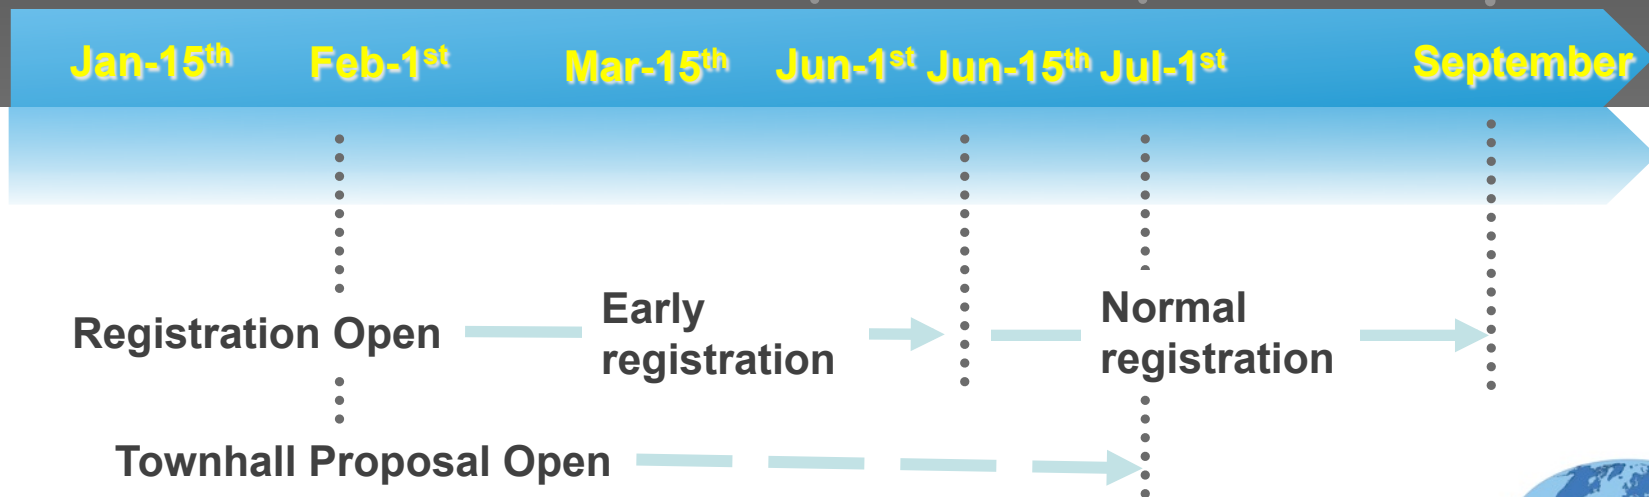 Jan-15th Feb-1st Mar-15th Jun-1st Jun-15th Jul-1st September
Registration Open
Early
registration
Normal
registration
Townhall Proposal Open